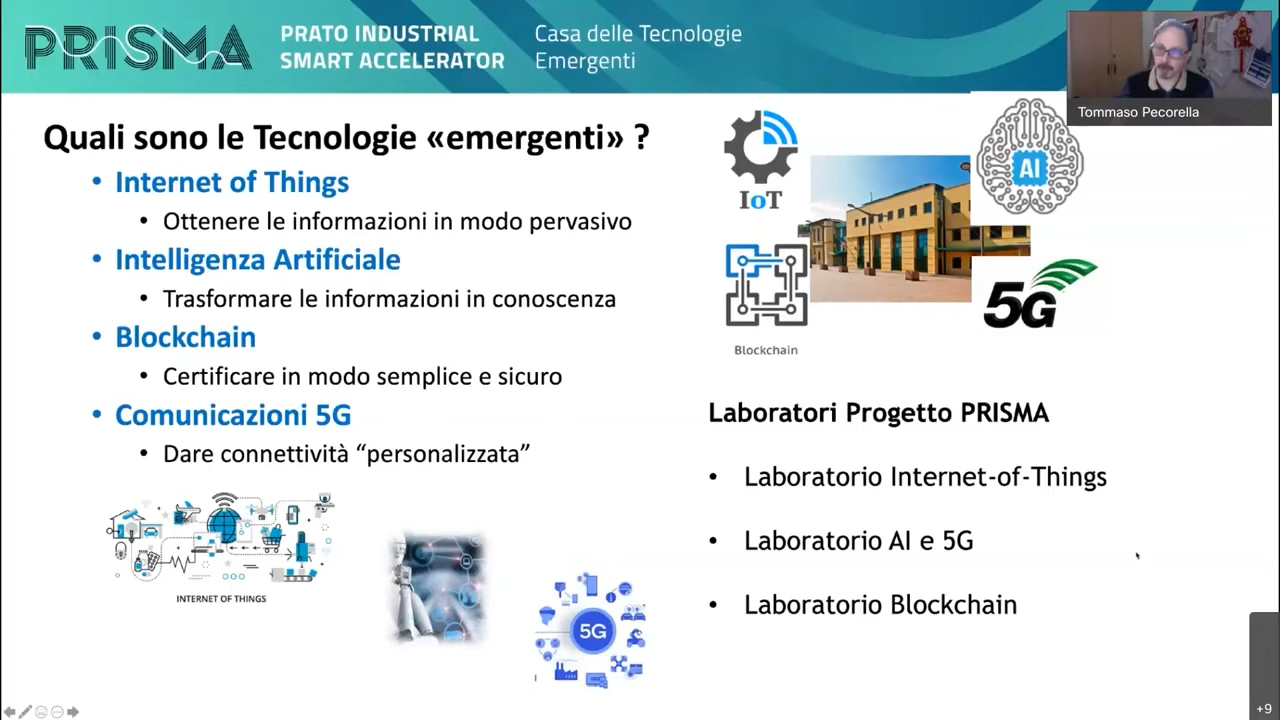 PRISMA
PRATO INDUSTRIAL
SMART ACCELERATOR
Casa delle Tecnologie
Emergenti
Tommaso Pecorella
Quali sono le Tecnologie «emergenti» ?
• Internet of Things
• Ottenere le informazioni in modo pervasivo
• Intelligenza Artificiale
• Trasformare le informazioni in conoscenza
• Blockchain
• Certificare in modo semplice e sicuro
• Comunicazioni 5G
• Dare connettività “personalizzata”
INTERNET OF THINGS
5G
IoT
AI
Blockchain
5G
Laboratori Progetto PRISMA
• Laboratorio Internet-of-Things
• Laboratorio AI e 5G
• Laboratorio Blockchain
+9